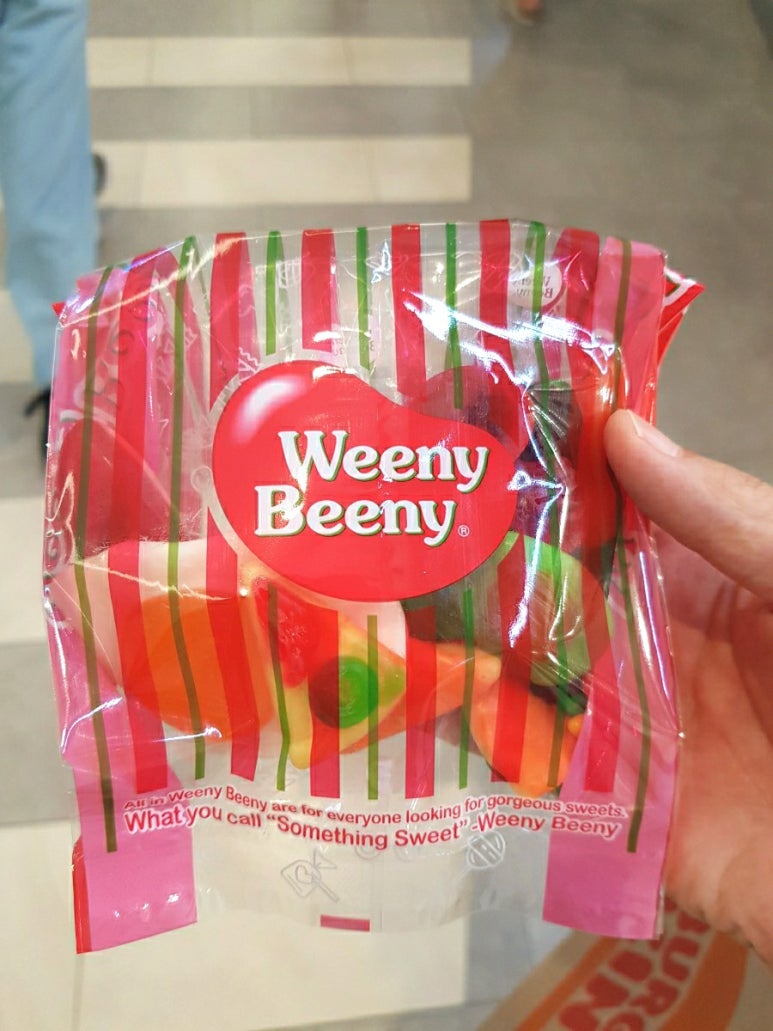 Weeny
Beeny®
All in Weeny Beeny are for everyone looking for gorgeous sweets.
What you call "Something Sweet" -Weeny Beeny